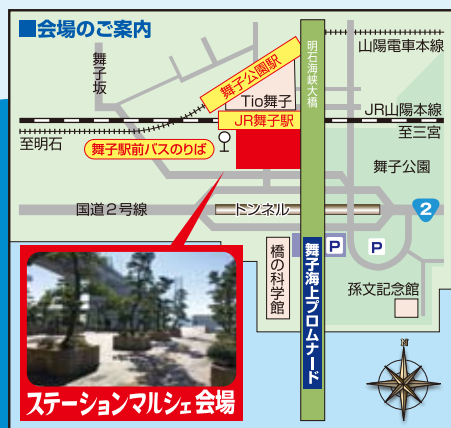 ■会場のご案内
舞子坂
山陽電車本線
舞子公園駅
明石海峡大橋
Tio舞子
JR舞子駅
JR山陽本線
至明石
至三宮
舞子駅前バスのりば
舞子公園
国道2号線
トンネル
2
橋の科学館
P
P
舞子海上プロムナード
孫文記念館
ステーションマルシェ会場
N